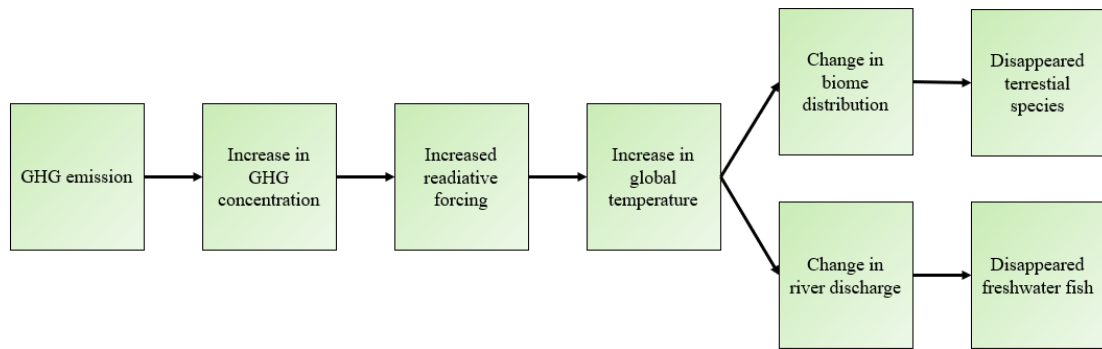 GHG emission
Increase in
GHG
concentration
Increased
readiative
forcing
Increase in
global
temperature
Change in
biome
distribution
Disappeared
terrestial
species
Change in
river discharge
Disappeared
freshwater fish